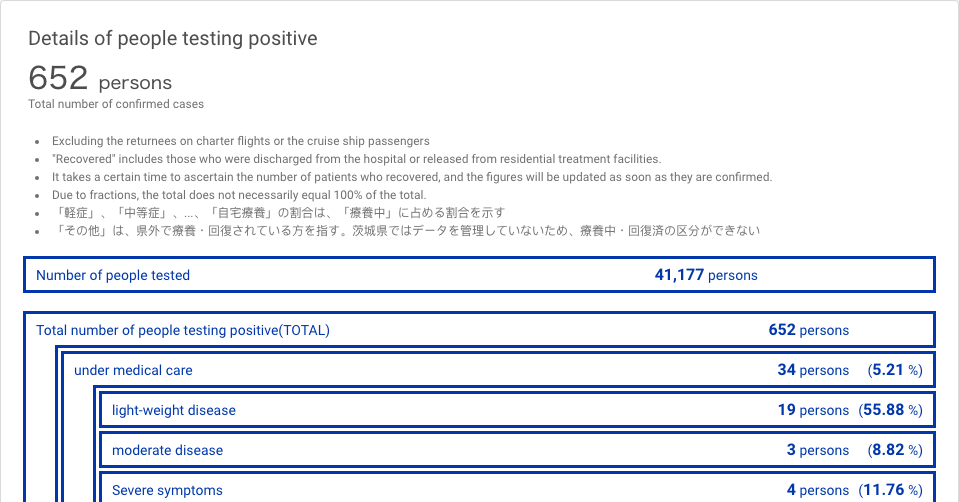 Details of people testing positive
652 persons
Total number of confirmed cases
Excluding the returnees on charter flights or the cruise ship passengers
"Recovered" includes those who were discharged from the hospital or released from residential treatment facilities.
It takes a certain time to ascertain the number of patients who recovered, and the figures will be updated as soon as they are confirmed.
Due to fractions, the total does not necessarily equal 100% of the total.
「軽症」、「中等症」、...、「自宅療養」の割合は、「療養中」に占める割合を示す
「その他」は、県外で療養・回復されている方を指す。茨城県ではデータを管理していないため、療養中・回復済の区分ができない
Number of people tested 41,177 persons
Total number of people testing positive(TOTAL) 652 persons
under medical care 34 persons (5.21 %)
light-weight disease 19 persons (55.88 %)
moderate disease 3 persons (8.82 %)
Severe symptoms 4 persons (11.76 %)